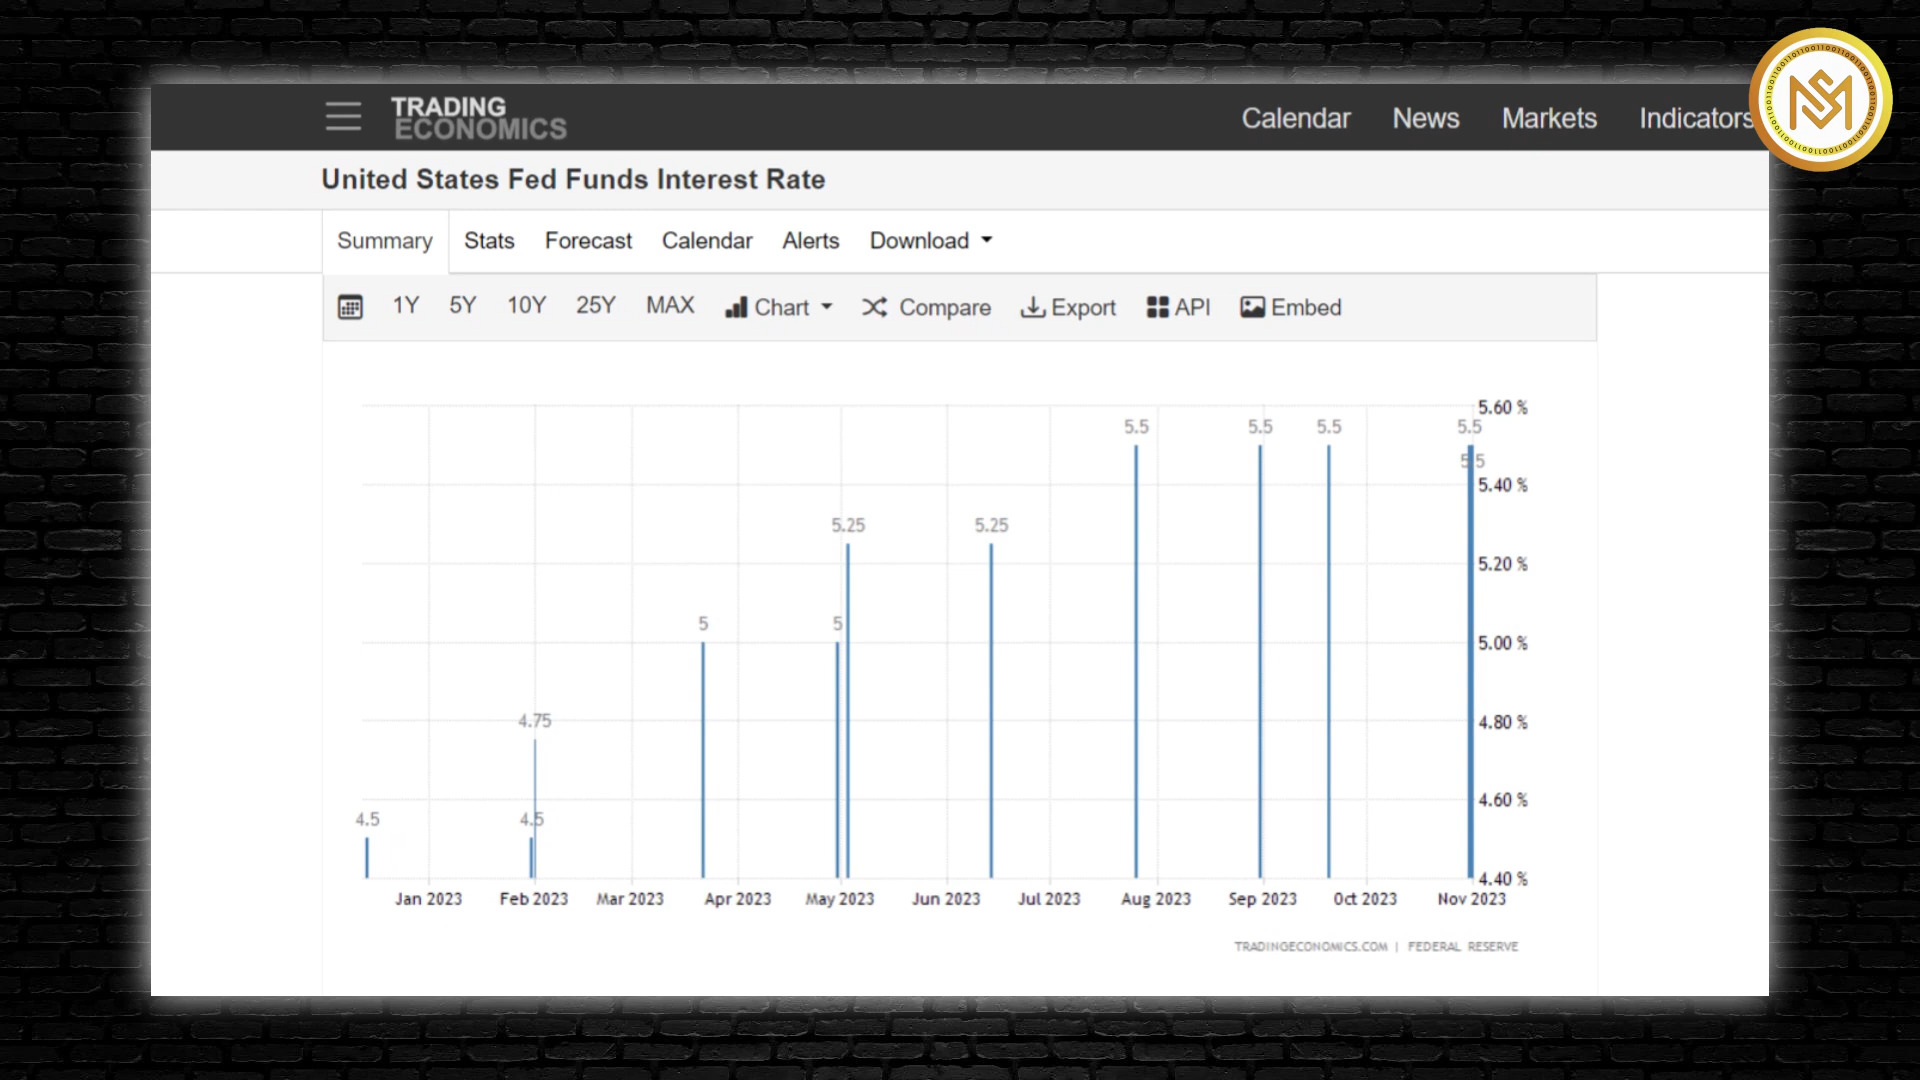 TRADING
ECONOMICS
Calendar News Markets Indicators
United States Fed Funds Interest Rate
Summary Stats Forecast Calendar Alerts Download
1Y 5Y 10Y 25Y MAX Chart Compare Export API Embed
5.60 %
5.5 5.5 5.5 5.5
5.5
5.40 %
5.25 5.25
5.20 %
5 5
5.00 %
4.75
4.80 %
4.60 %
4.5 4.5
4.40 %
Jan 2023 Feb 2023 Mar 2023 Apr 2023 May 2023 Jun 2023 Jul 2023 Aug 2023 Sep 2023 Oct 2023 Nov 2023
TRADINGECONOMICS.COM | FEDERAL RESERVE